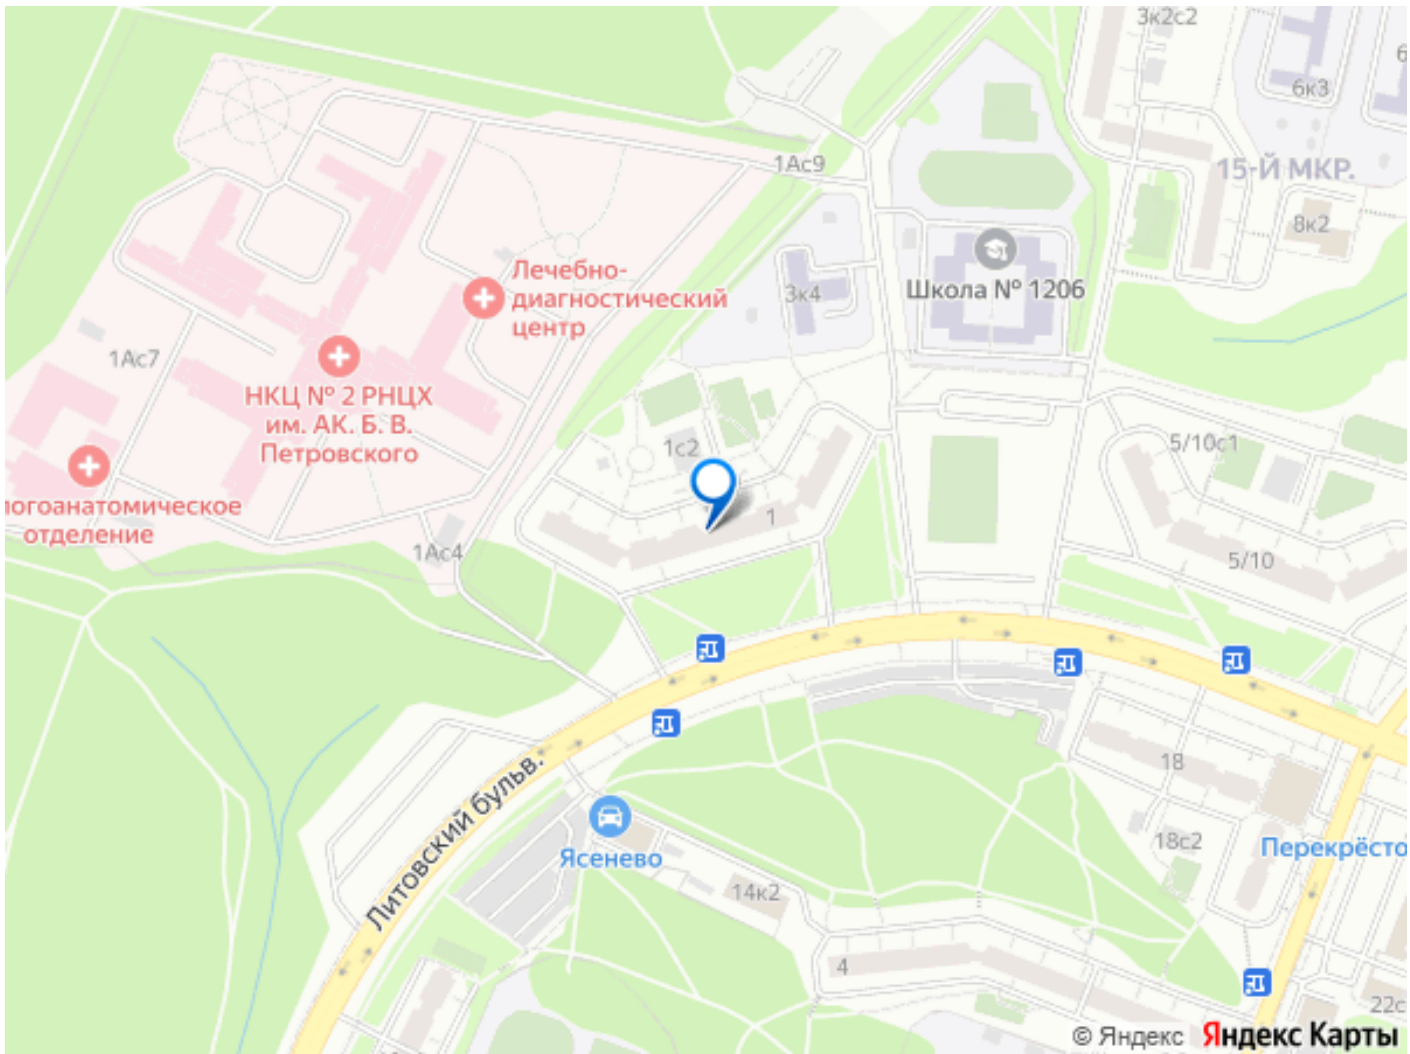 3к2с2
6к3
15-Й МКР.
8к2
1Ас9
Школа № 1206
3к4
Лечебно-
диагностический
центр
1Ас7
НКЦ № 2 РНЦХ
им. АК. Б. В.
Петровского
1с2
5/10с1
логоанатомическое
отделение
1
1Ас4
5/10
Литовский бульв.
18
18с2
Перекрёсто
Ясенево
14к2
4
22с
© Яндекс Яндекс Карты